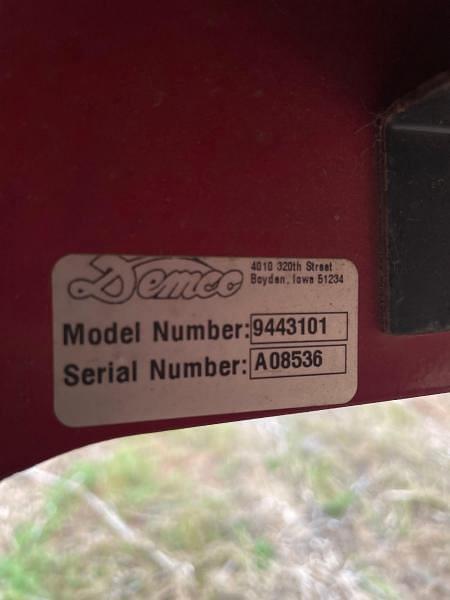 Demco
4010 320th Street
Boyden, Iowa 51234
Model Number: 9443101
Serial Number: A08536